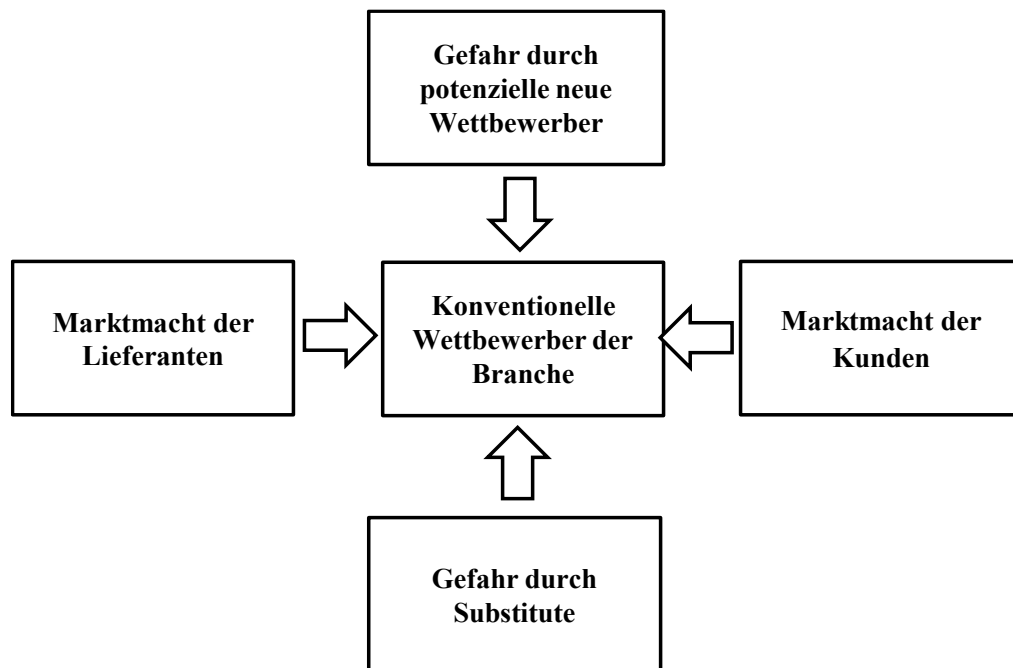 Gefahr durch
potenzielle neue
Wettbewerber
Marktmacht der
Lieferanten
Konventionelle
Wettbewerber der
Branche
Marktmacht der
Kunden
Gefahr durch
Substitute